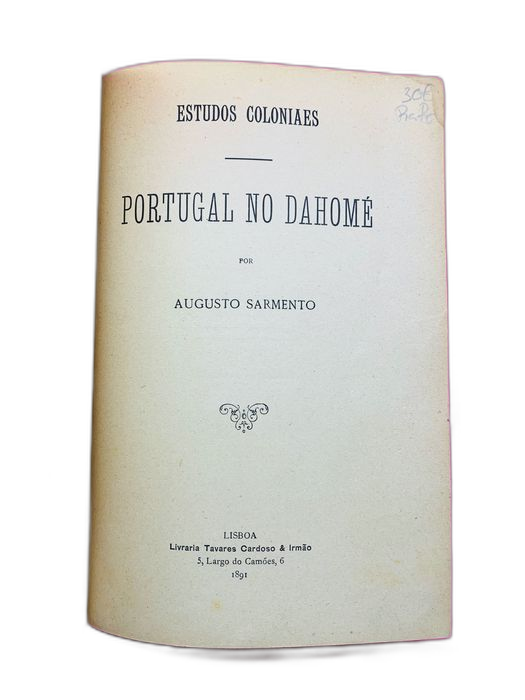 30€
ESTUDOS COLONIAES
PORTUGAL NO DAHOMÉ
POR
AUGUSTO SARMENTO
LISBOA
Livraria Tavares Cardoso & Irmão
5, Largo do Camões, 6
1891